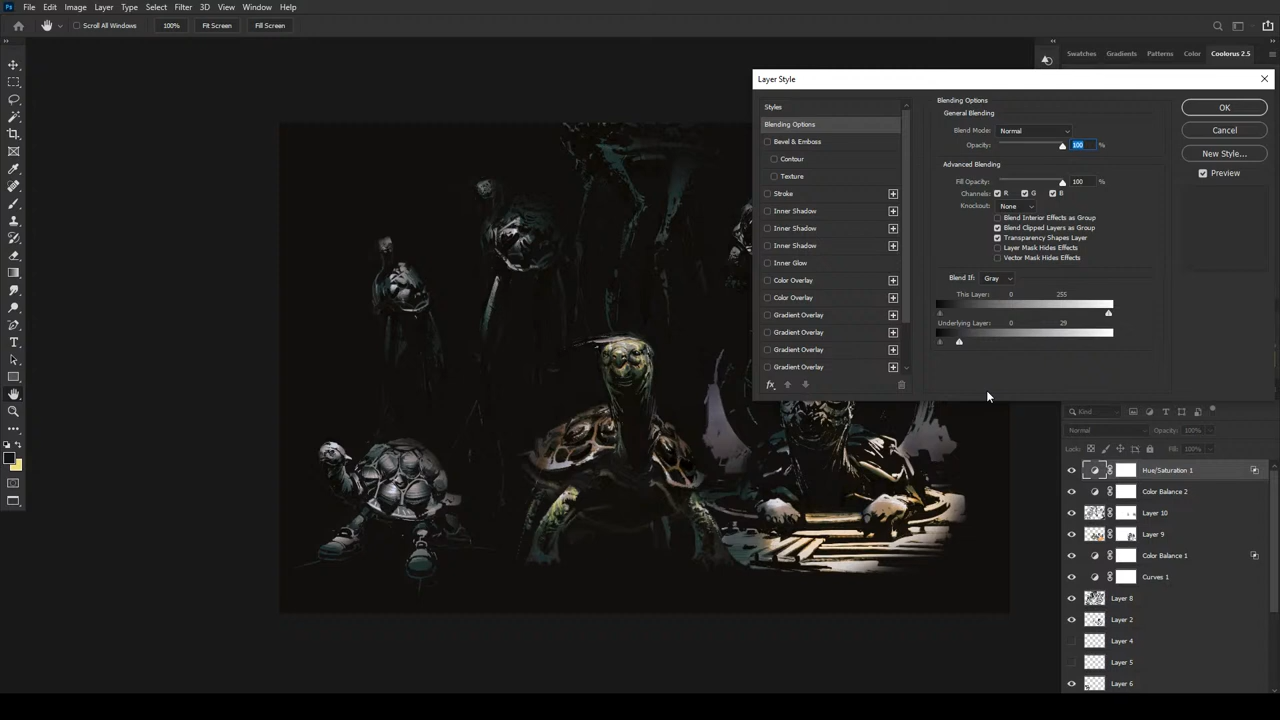 Ps File Edit Image Layer Type Select Filter 3D View Window Help
Scroll All Windows 100% Fit Screen Fill Screen
Swatches Gradients Patterns Color Coolorus 2.5
Layer Style
Styles
Blending Options
Bevel & Emboss
Contour
Texture
Stroke
Inner Shadow
Inner Shadow
Inner Shadow
Inner Glow
Color Overlay
Color Overlay
Gradient Overlay
Gradient Overlay
Gradient Overlay
Gradient Overlay
fx
Blending Options
General Blending
Blend Mode: Normal
Opacity: 100 %
Advanced Blending
Fill Opacity: 100 %
Channels: R G B
Knockout: None
Blend Interior Effects as Group
Blend Clipped Layers as Group
Transparency Shapes Layer
Layer Mask Hides Effects
Vector Mask Hides Effects
Blend If: Gray
This Layer: 0 255
Underlying Layer: 0 29
OK
Cancel
New Style...
Preview
Kind
Normal Opacity: 100%
Lock: Fill: 100%
Hue/Saturation 1
Color Balance 2
Layer 10
Layer 9
Color Balance 1
Curves 1
Layer 8
Layer 2
Layer 4
Layer 5
Layer 6